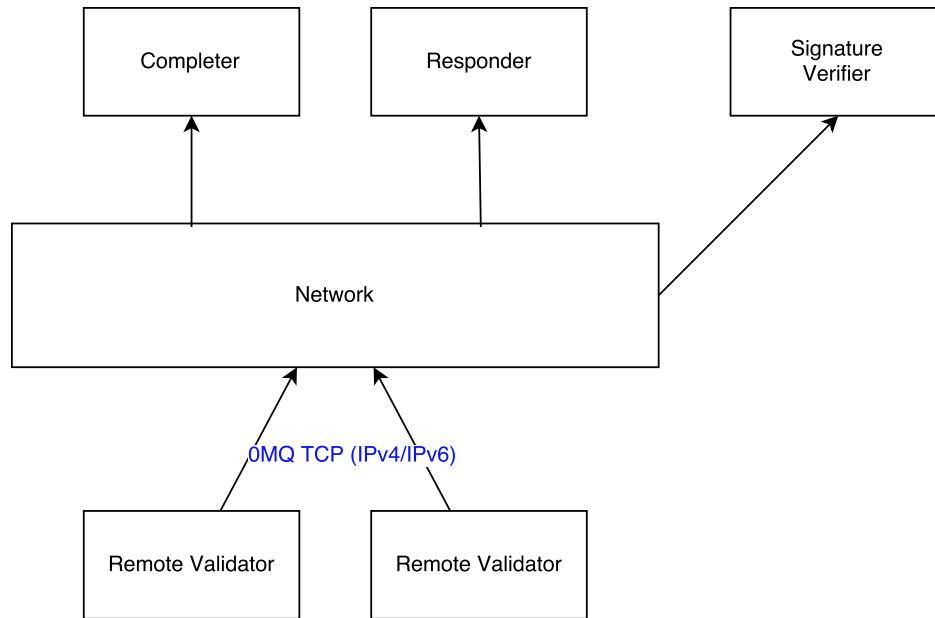 Completer
Responder
Signature
Verifier
Network
0MQ TCP (IPv4/IPv6)
Remote Validator
Remote Validator